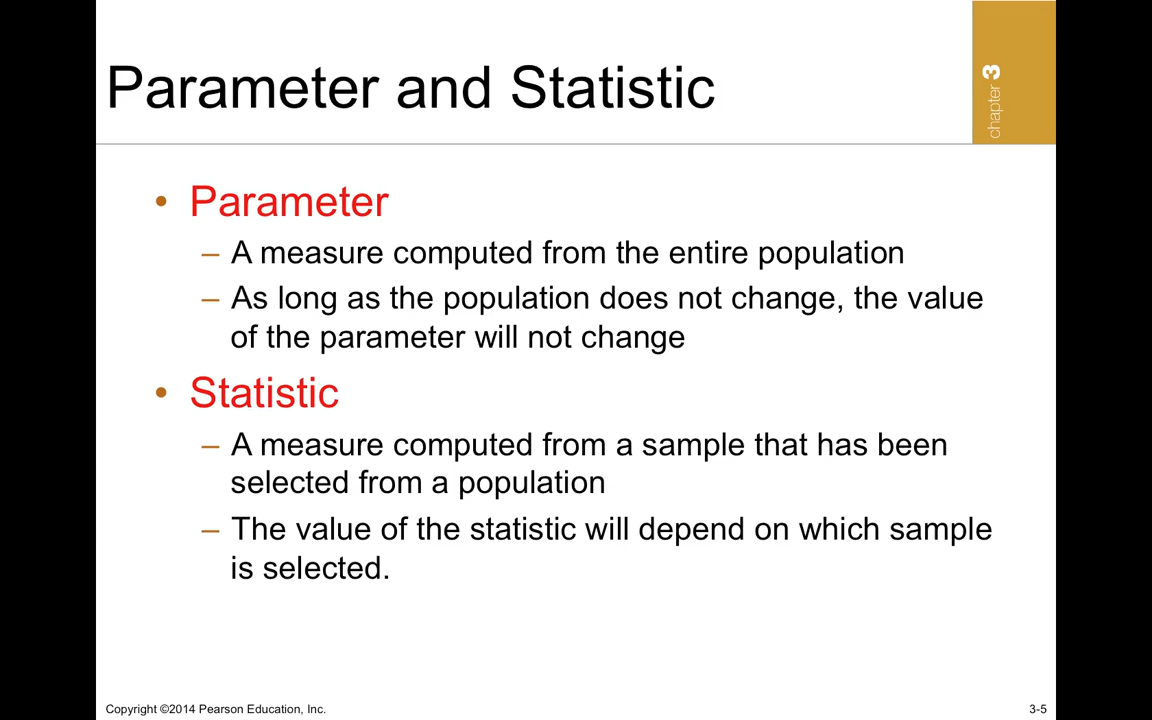 Parameter and Statistic
chapter 3
• Parameter
– A measure computed from the entire population
– As long as the population does not change, the value
of the parameter will not change
• Statistic
– A measure computed from a sample that has been
selected from a population
– The value of the statistic will depend on which sample
is selected.
Copyright ©2014 Pearson Education, Inc.
3-5